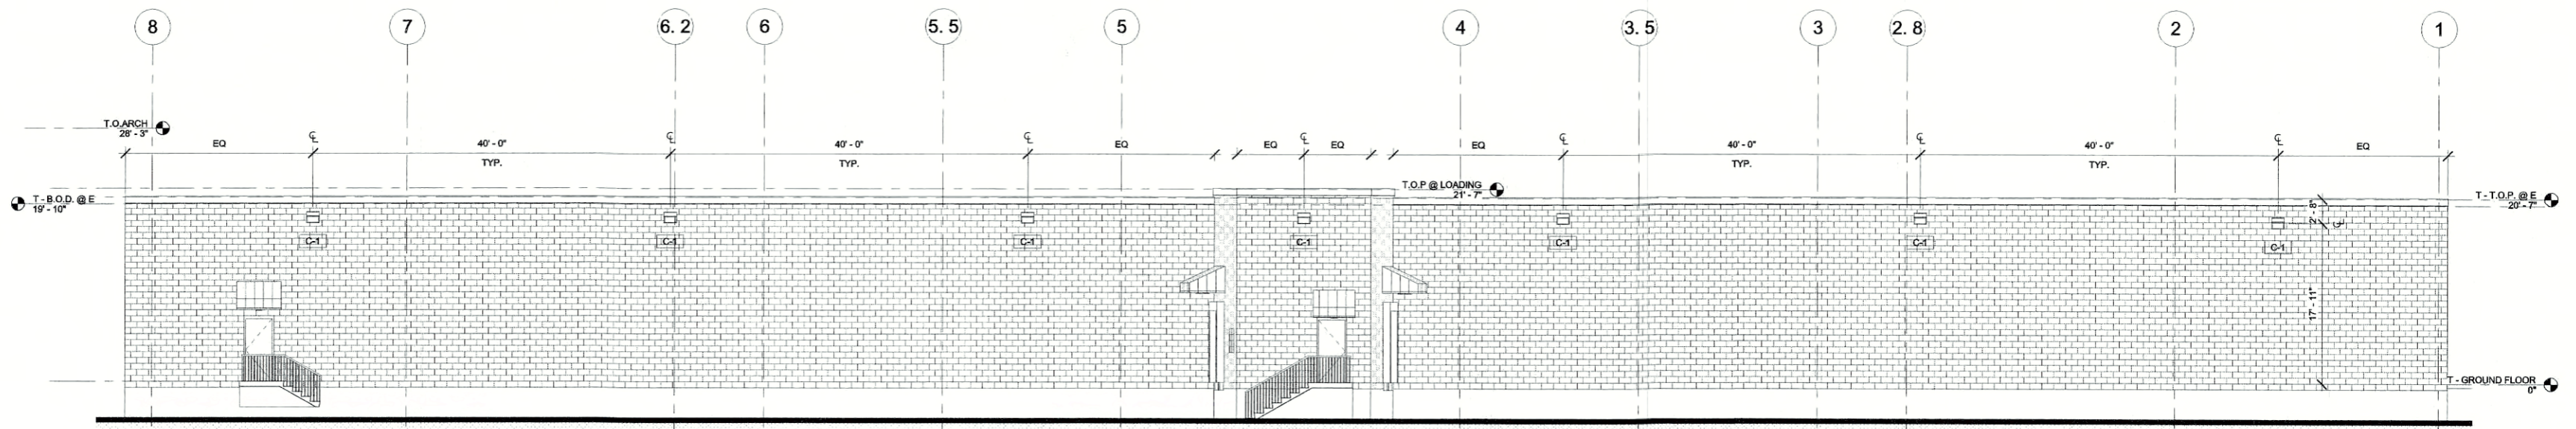 8 7 6. 2 6 5. 5 5 4 3. 5 3 2. 8 2 1
T.O.ARCH
28' - 3"
EQ ℄ 40' - 0" ℄ 40' - 0" ℄ EQ EQ ℄ EQ EQ ℄ 40' - 0" ℄ 40' - 0" ℄ EQ
TYP. TYP. TYP. TYP.
T.O.P @ LOADING
21' - 7"
T - B.O.D. @ E
19' - 10"
T - T.O.P. @ E
20' - 7"
2' - 8"
℄
C-1 C-1 C-1 C-1 C-1 C-1 C-1
17' - 11"
T - GROUND FLOOR
0"